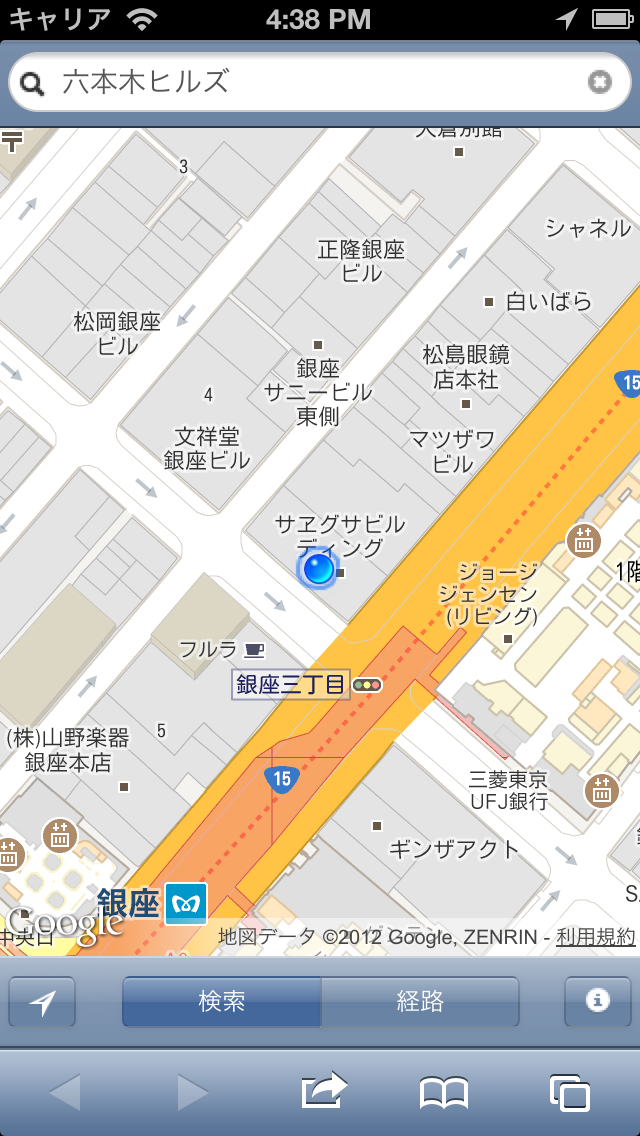 キャリア 4:38 PM
六本木ヒルズ
大倉別館
3
シャネル
正隆銀座
ビル
白いばら
松岡銀座
ビル
松島眼鏡
店本社
15
銀座
サニービル
東側
4
文祥堂
銀座ビル
マツザワ
ビル
サヱグサビル
ディング
ジョージ
ジェンセン
(リビング)
1階
フルラ
銀座三丁目
5
(株)山野楽器
銀座本店
15
三菱東京
UFJ銀行
ギンザアクト
銀座
Google
地図データ ©2012 Google, ZENRIN - 利用規約
検索 経路